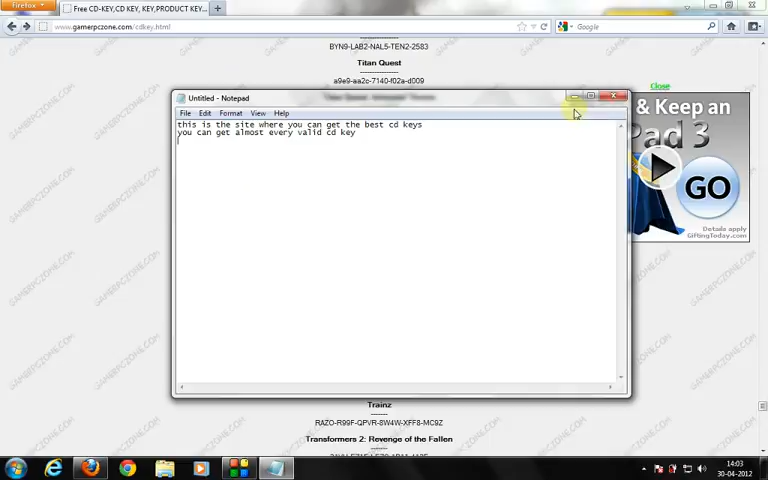 firefox
Free CD-KEY,CD KEY, KEY,PRODUCT KEY...
www.gamerpczone.com/cdkey.html
Google
BYN9-LAB2-NAL5-TEN2-2583
Titan Quest
a9e9-aa2c-7140-f02a-d009
Close
Untitled - Notepad
File Edit Format View Help
this is the site where you can get the best cd keys
you can get almost every valid cd key
& Keep an
Pad 3
GO
Details apply
GiftingToday.com
Trainz
RAZO-R99F-QPVR-8W4W-XFF8-MC9Z
Transformers 2: Revenge of the Fallen
14:03
30-04-2012